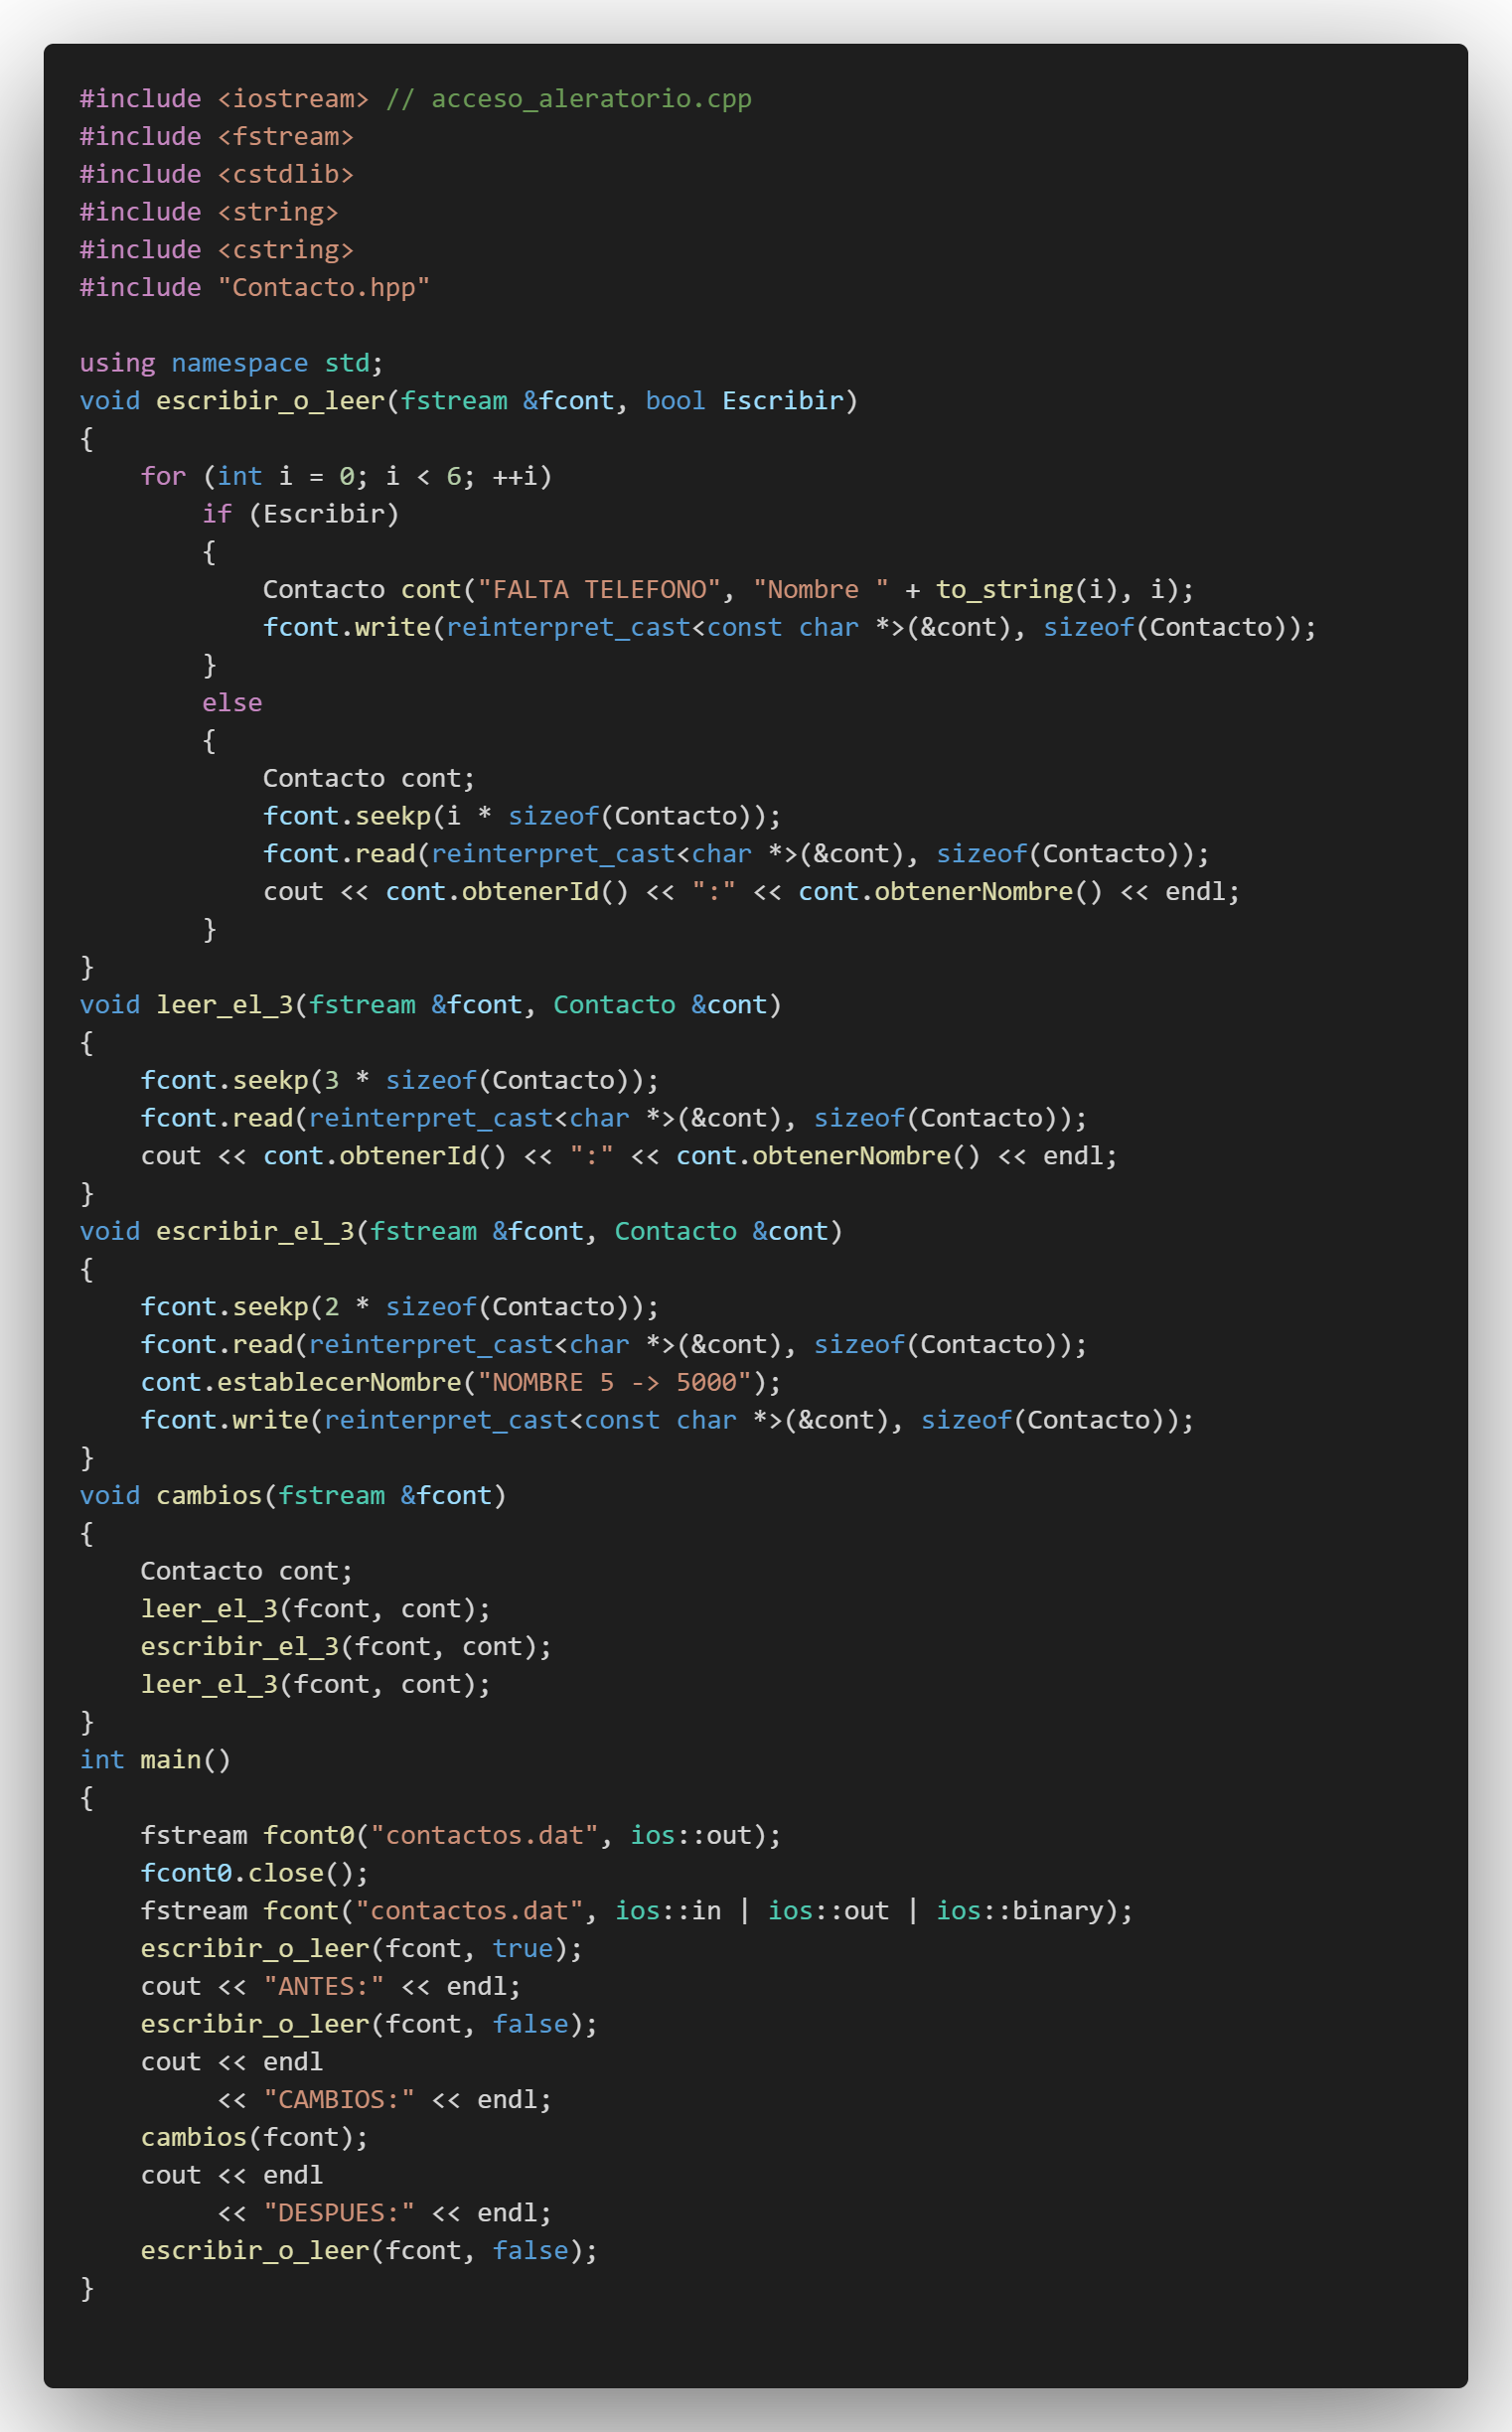 #include <iostream> // acceso_aleratorio.cpp
#include <fstream>
#include <cstdlib>
#include <string>
#include <cstring>
#include "Contacto.hpp"

using namespace std;
void escribir_o_leer(fstream &fcont, bool Escribir)
{
    for (int i = 0; i < 6; ++i)
        if (Escribir)
        {
            Contacto cont("FALTA TELEFONO", "Nombre " + to_string(i), i);
            fcont.write(reinterpret_cast<const char *>(&cont), sizeof(Contacto));
        }
        else
        {
            Contacto cont;
            fcont.seekp(i * sizeof(Contacto));
            fcont.read(reinterpret_cast<char *>(&cont), sizeof(Contacto));
            cout << cont.obtenerId() << ":" << cont.obtenerNombre() << endl;
        }
}
void leer_el_3(fstream &fcont, Contacto &cont)
{
    fcont.seekp(3 * sizeof(Contacto));
    fcont.read(reinterpret_cast<char *>(&cont), sizeof(Contacto));
    cout << cont.obtenerId() << ":" << cont.obtenerNombre() << endl;
}
void escribir_el_3(fstream &fcont, Contacto &cont)
{
    fcont.seekp(2 * sizeof(Contacto));
    fcont.read(reinterpret_cast<char *>(&cont), sizeof(Contacto));
    cont.establecerNombre("NOMBRE 5 -> 5000");
    fcont.write(reinterpret_cast<const char *>(&cont), sizeof(Contacto));
}
void cambios(fstream &fcont)
{
    Contacto cont;
    leer_el_3(fcont, cont);
    escribir_el_3(fcont, cont);
    leer_el_3(fcont, cont);
}
int main()
{
    fstream fcont0("contactos.dat", ios::out);
    fcont0.close();
    fstream fcont("contactos.dat", ios::in | ios::out | ios::binary);
    escribir_o_leer(fcont, true);
    cout << "ANTES:" << endl;
    escribir_o_leer(fcont, false);
    cout << endl
         << "CAMBIOS:" << endl;
    cambios(fcont);
    cout << endl
         << "DESPUES:" << endl;
    escribir_o_leer(fcont, false);
}